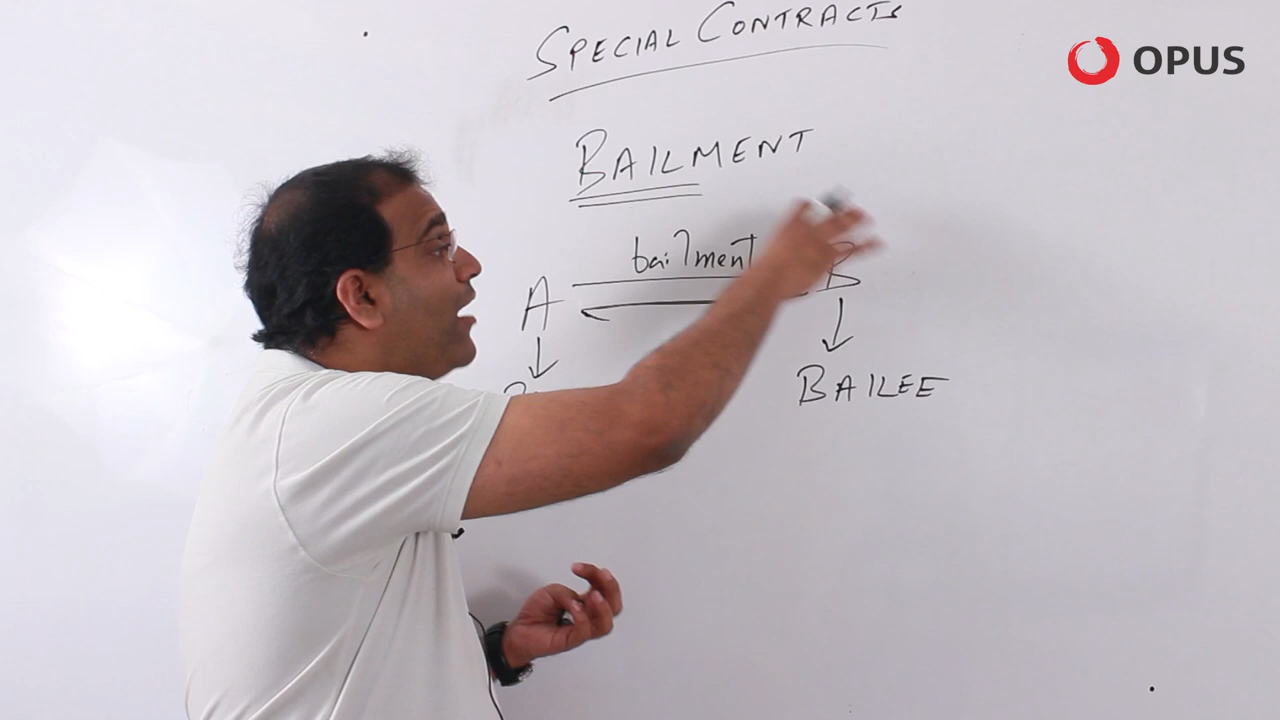 SPECIAL CONTRACTS
OPUS
BAILMENT
bailment
A B
BAILEE